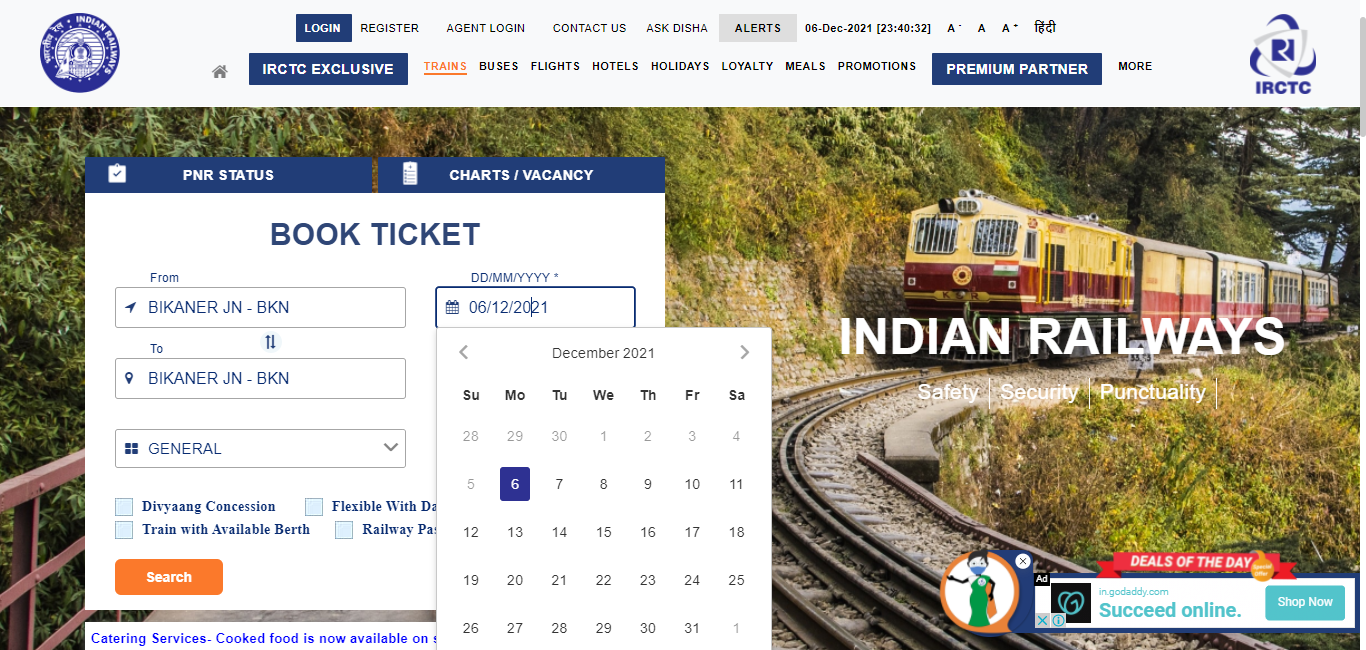 LOGIN REGISTER AGENT LOGIN CONTACT US ASK DISHA ALERTS 06-Dec-2021 [23:40:32] A- A A+ हिंदी
भारतीय रेल INDIAN RAILWAYS
IRCTC EXCLUSIVE TRAINS BUSES FLIGHTS HOTELS HOLIDAYS LOYALTY MEALS PROMOTIONS PREMIUM PARTNER MORE
IRCTC
PNR STATUS CHARTS / VACANCY
BOOK TICKET
From DD/MM/YYYY *
BIKANER JN - BKN 06/12/2021
To
BIKANER JN - BKN
GENERAL
Divyaang Concession Flexible With Da
Train with Available Berth Railway Pas
Search
Catering Services- Cooked food is now available on s
December 2021
Su Mo Tu We Th Fr Sa
28 29 30 1 2 3 4
5 6 7 8 9 10 11
12 13 14 15 16 17 18
19 20 21 22 23 24 25
26 27 28 29 30 31 1
INDIAN RAILWAYS
Safety Security Punctuality
DEALS OF THE DAY
Special Offer
Ad
in.godaddy.com
Succeed online.
Shop Now